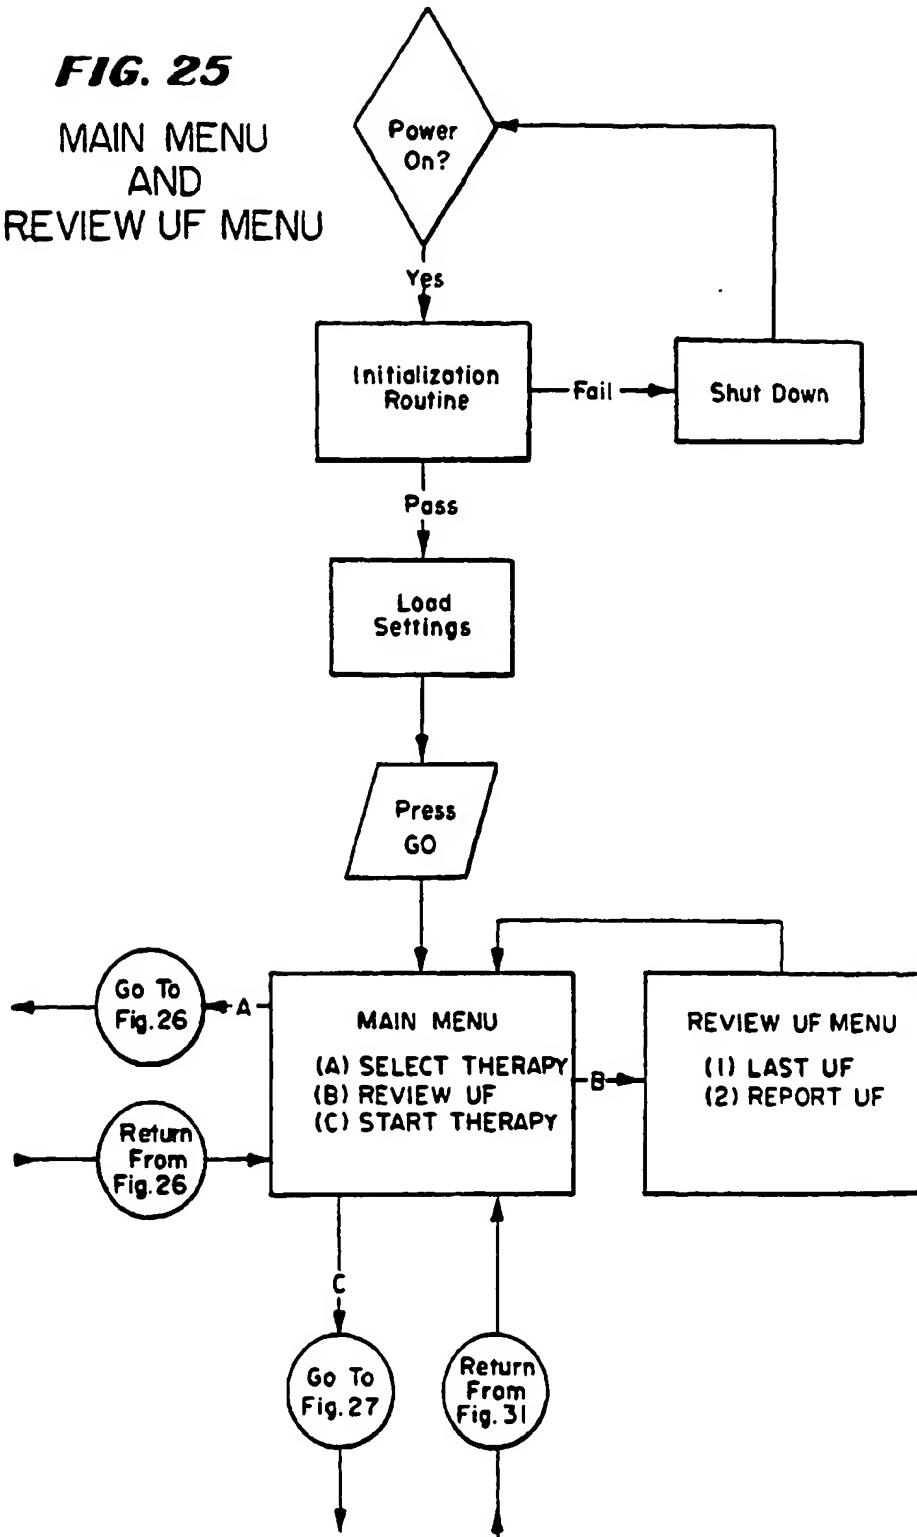 FIG. 25
MAIN MENU
AND
REVIEW UF MENU
Power
On?
Yes
Initialization
Routine
Fail
Shut Down
Pass
Load
Settings
Press
GO
Go To
Fig. 26
A
MAIN MENU
(A) SELECT THERAPY
(B) REVIEW UF
(C) START THERAPY
B
REVIEW UF MENU
(1) LAST UF
(2) REPORT UF
Return
From
Fig. 26
C
Go To
Fig. 27
Return
From
Fig. 31